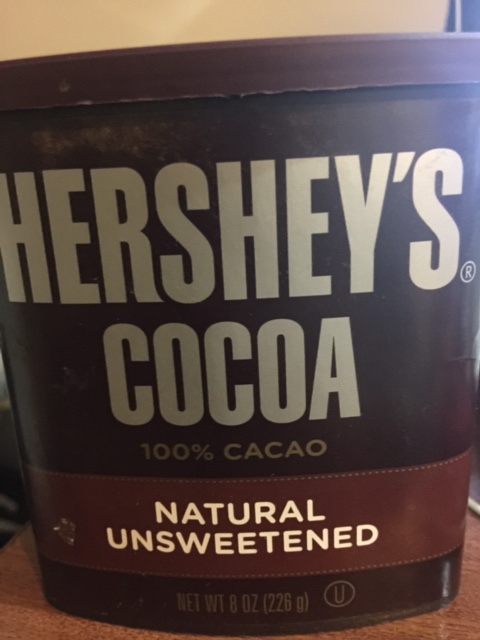 HERSHEY'S®
COCOA
100% CACAO
NATURAL
UNSWEETENED
NET WT 8 OZ (226 g) U